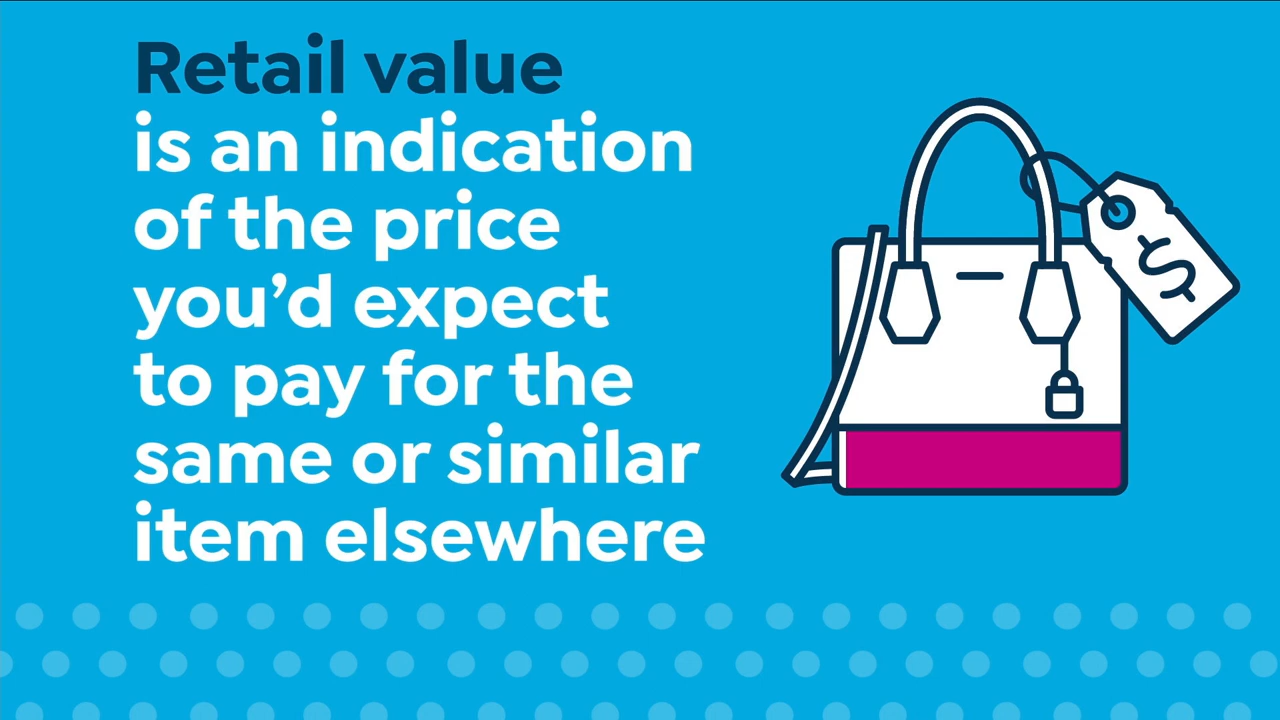 Retail value
is an indication
of the price
you’d expect
to pay for the
same or similar
item elsewhere
$